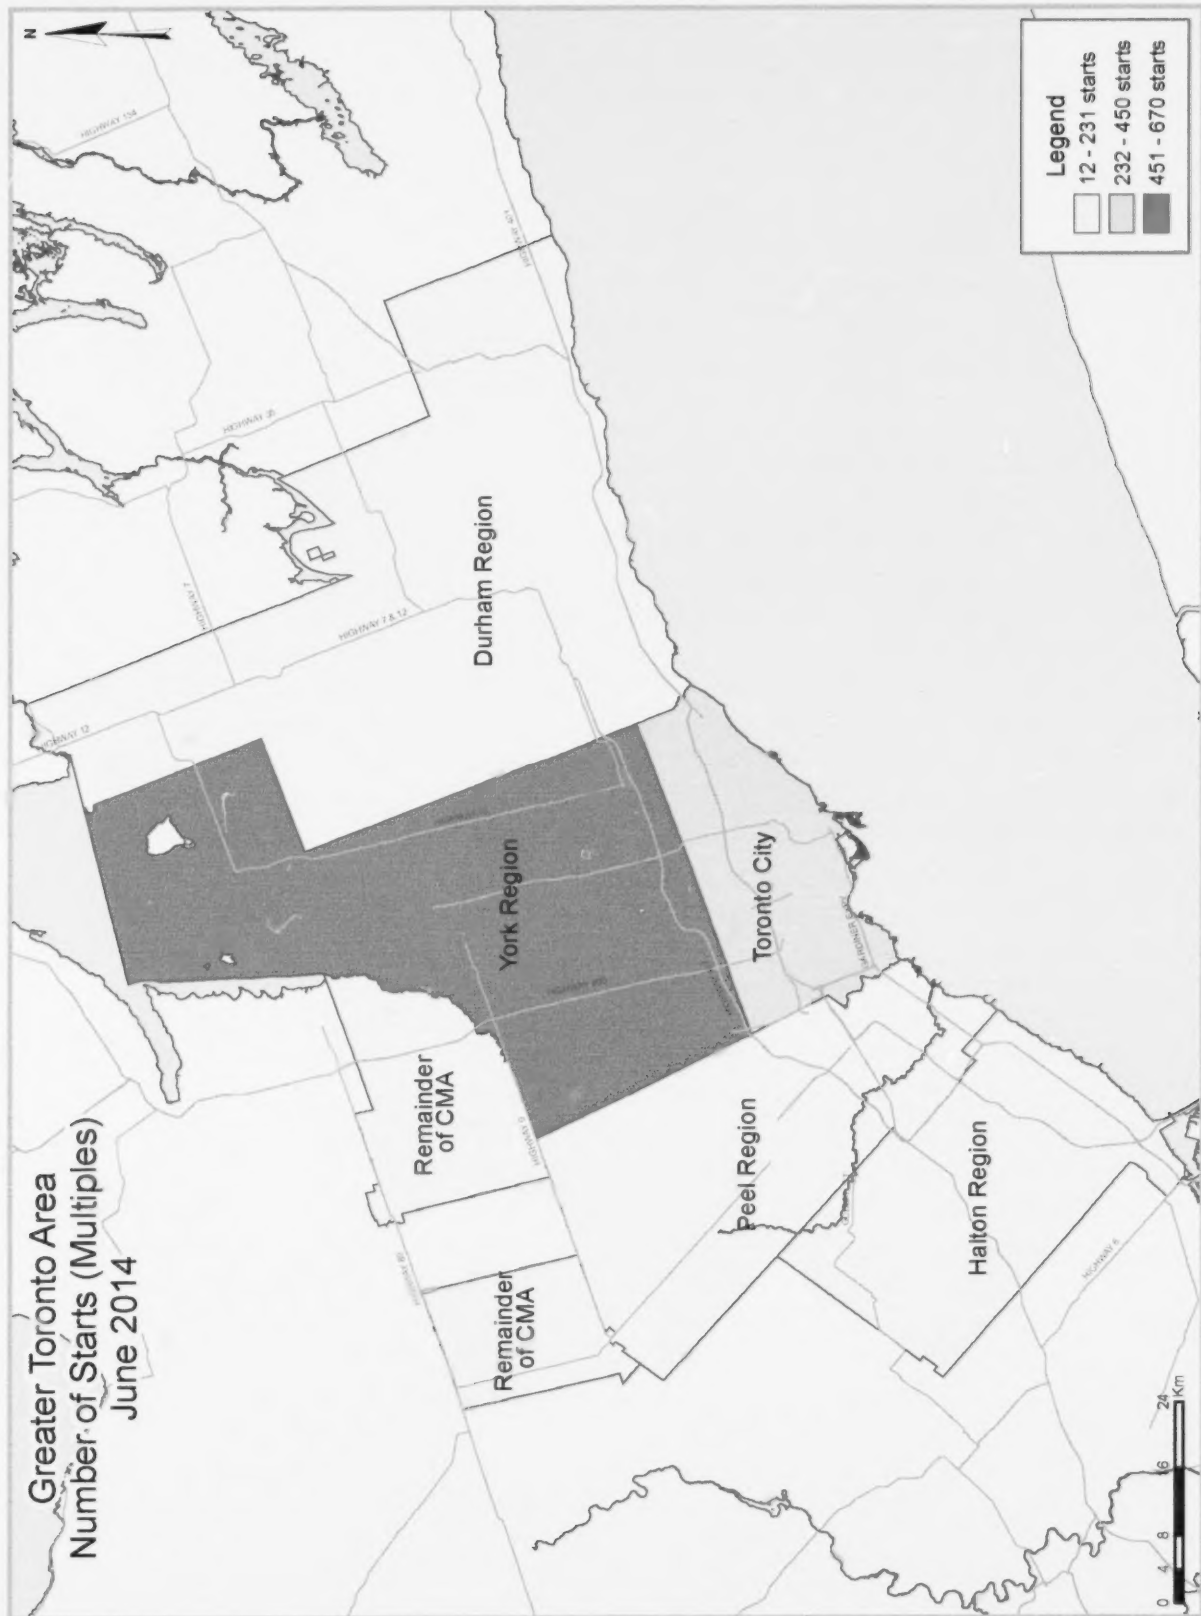 Greater Toronto Area
Number of Starts (Multiples)
June 2014
N
HIGHWAY 134
HIGHWAY 401
HIGHWAY 35
HIGHWAY 7
HIGHWAY 7 & 12
HIGHWAY 12
Durham Region
York Region
Toronto City
Remainder
of CMA
HIGHWAY 9
Remainder
of CMA
Peel Region
Halton Region
HIGHWAY 6
Legend
12 - 231 starts
232 - 450 starts
451 - 670 starts
0 4 8 16 24
Km